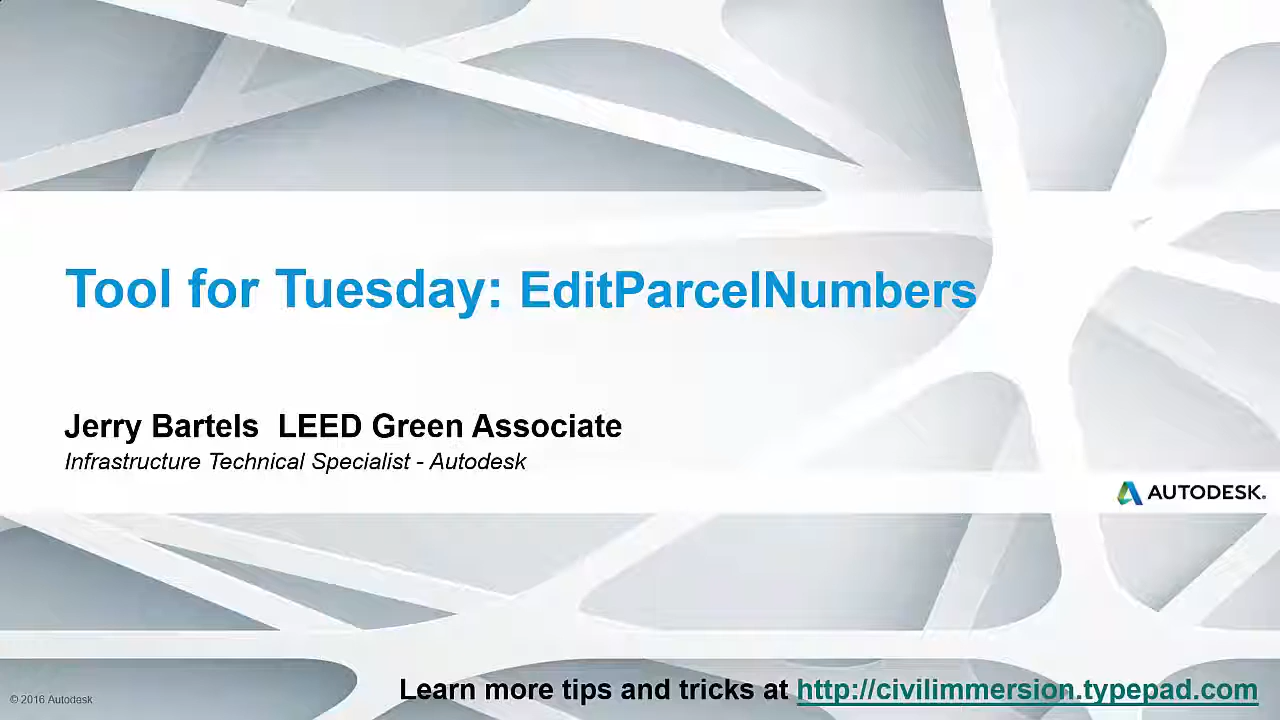 Tool for Tuesday: EditParcelNumbers
Jerry Bartels  LEED Green Associate
Infrastructure Technical Specialist - Autodesk
AUTODESK.
© 2016 Autodesk
Learn more tips and tricks at http://civilimmersion.typepad.com